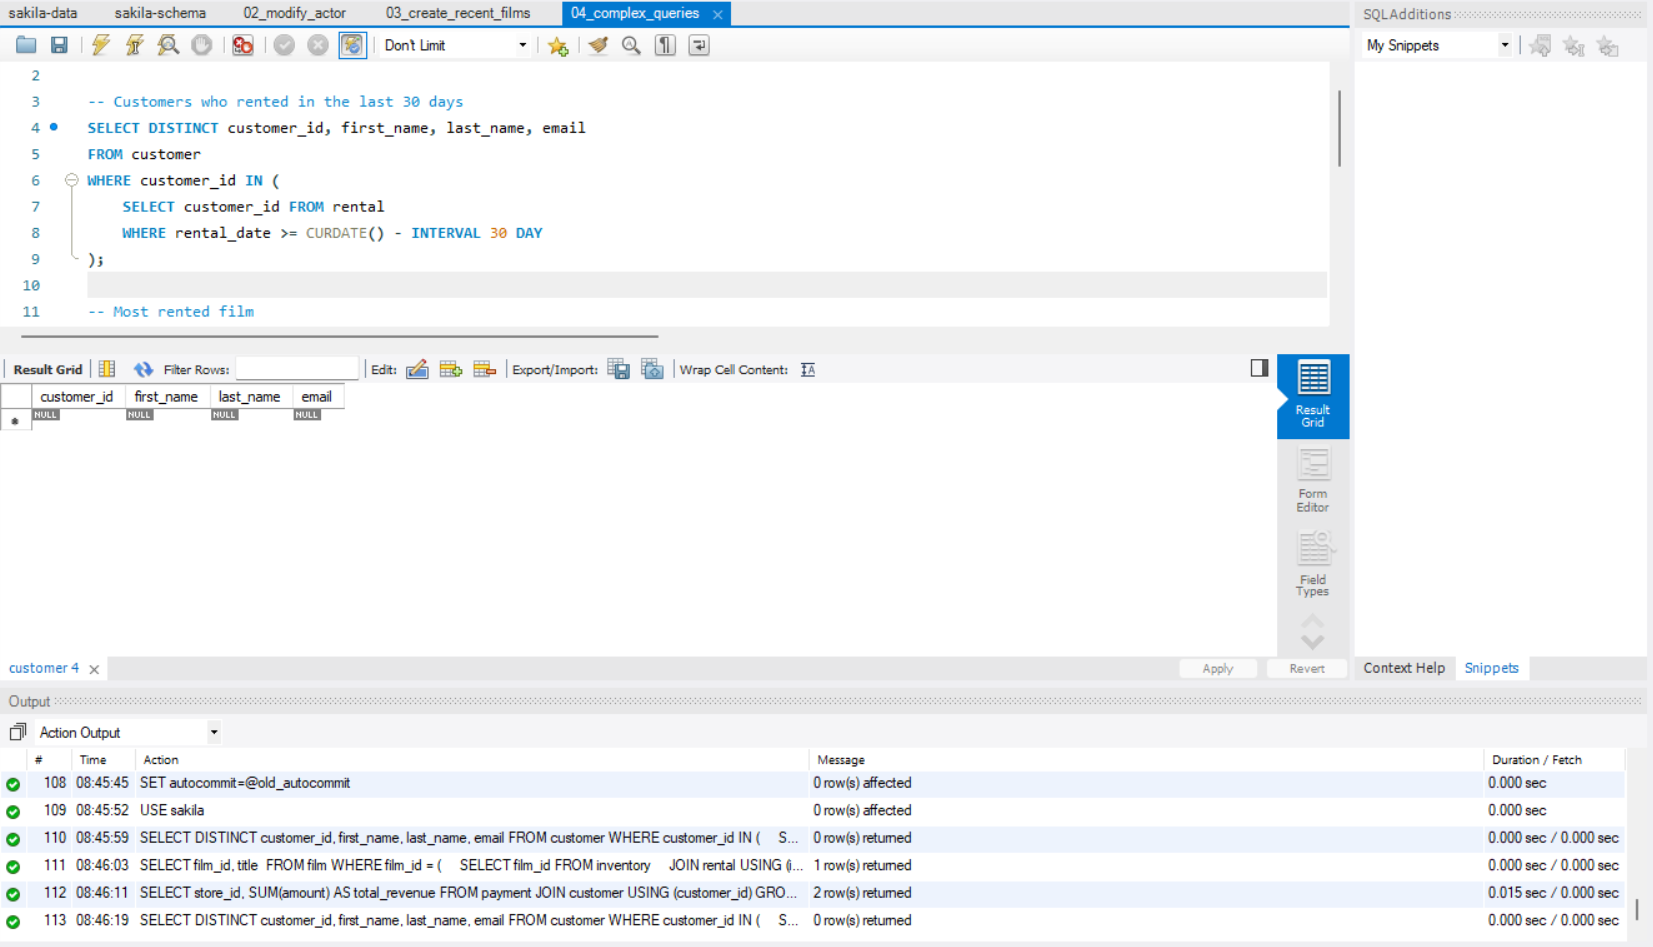 sakila-data sakila-schema 02_modify_actor 03_create_recent_films 04_complex_queries
SQLAdditions
Don't Limit
My Snippets
2
3 -- Customers who rented in the last 30 days
4 SELECT DISTINCT customer_id, first_name, last_name, email
5 FROM customer
6 WHERE customer_id IN (
7 SELECT customer_id FROM rental
8 WHERE rental_date >= CURDATE() - INTERVAL 30 DAY
9 );
10
11 -- Most rented film
Result Grid Filter Rows: Edit: Export/Import: Wrap Cell Content:
customer_id first_name last_name email
NULL NULL NULL NULL
Result
Grid
Form
Editor
Field
Types
customer 4 Apply Revert
Context Help Snippets
Output
Action Output
# Time Action Message Duration / Fetch
108 08:45:45 SET autocommit=@old_autocommit 0 row(s) affected 0.000 sec
109 08:45:52 USE sakila 0 row(s) affected 0.000 sec
110 08:45:59 SELECT DISTINCT customer_id, first_name, last_name, email FROM customer WHERE customer_id IN ( S... 0 row(s) returned 0.000 sec / 0.000 sec
111 08:46:03 SELECT film_id, title FROM film WHERE film_id = ( SELECT film_id FROM inventory JOIN rental USING (i... 1 row(s) returned 0.000 sec / 0.000 sec
112 08:46:11 SELECT store_id, SUM(amount) AS total_revenue FROM payment JOIN customer USING (customer_id) GRO... 2 row(s) returned 0.015 sec / 0.000 sec
113 08:46:19 SELECT DISTINCT customer_id, first_name, last_name, email FROM customer WHERE customer_id IN ( S... 0 row(s) returned 0.000 sec / 0.000 sec